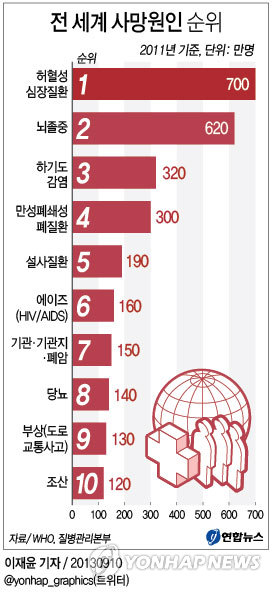 전 세계 사망원인 순위
2011년 기준, 단위: 만명
순위
허혈성
심장질환
1
700
뇌졸중
2
620
하기도
감염
3
320
만성폐쇄성
폐질환
4
300
설사질환
5
190
에이즈
(HIV/AIDS)
6
160
기관·기관지
·폐암
7
150
당뇨
8
140
부상(도로
교통사고)
9
130
조산
10
120
0 100 200 300 400 500 600 700
자료/ WHO, 질병관리본부
연합뉴스
이재윤 기자 / 20130910
YONHAP NEWS
@yonhap_graphics(트위터)